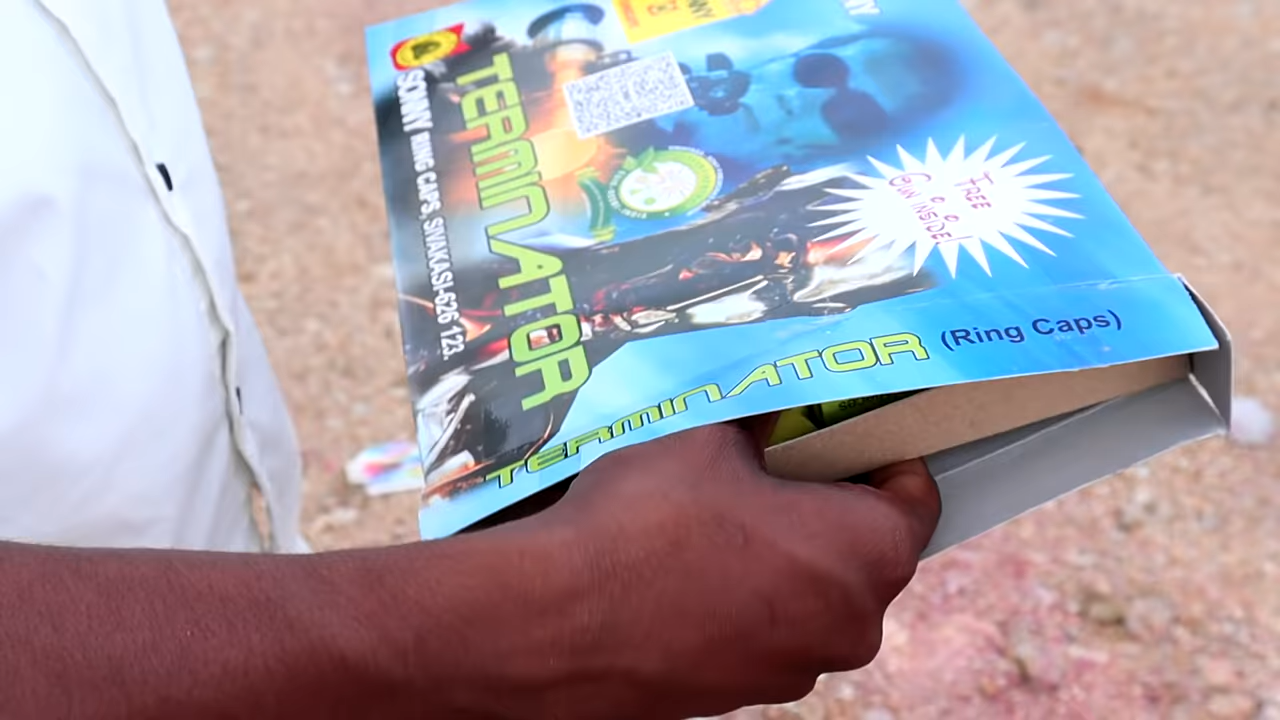 TERMINATOR
SONNY RING CAPS, SIVAKASI-626 123.
FREE
GUN INSIDE!
TERMINATOR (Ring Caps)